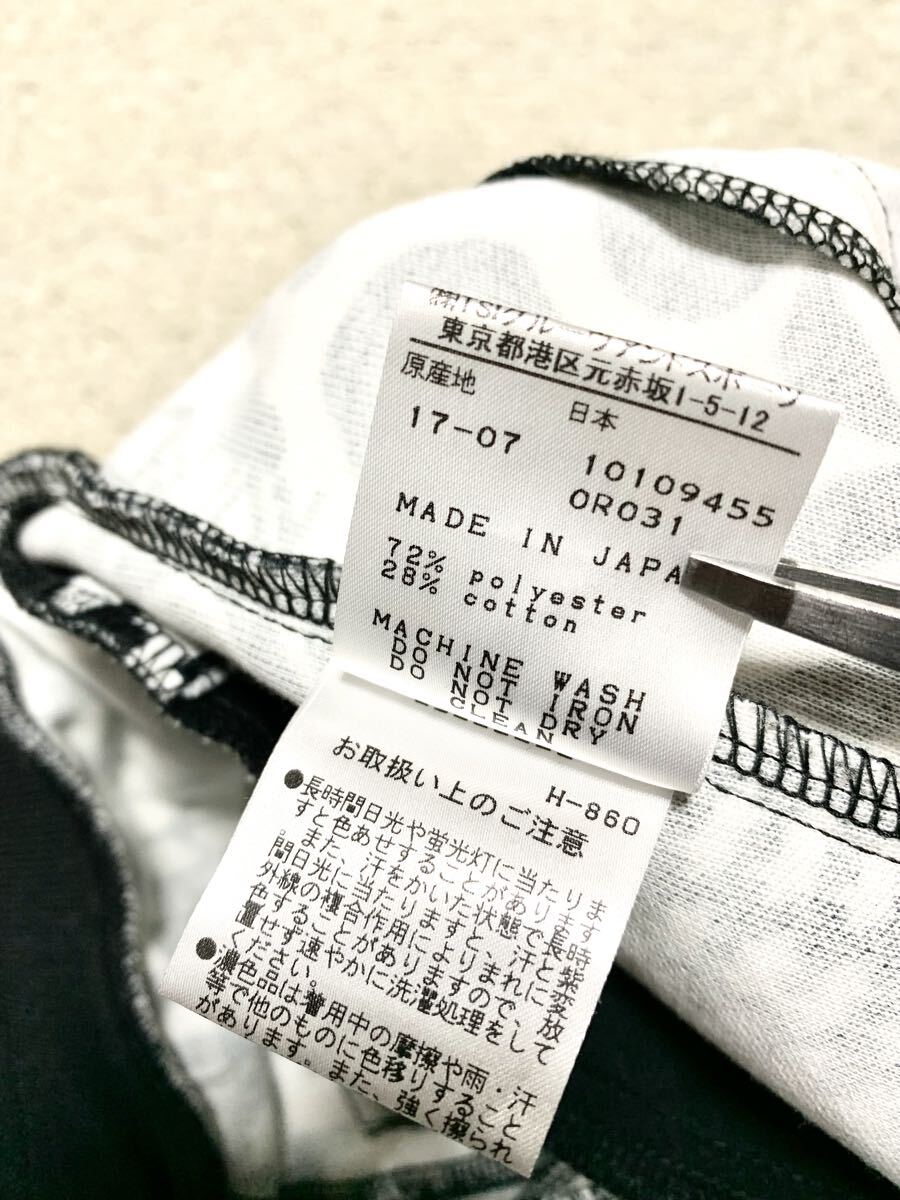 ㈱TSIグルーヴアンドスポーツ
東京都港区元赤坂1-5-12
原産地 日本
17-07 10109455
0R031
MADE IN JAPA
72% polyester
28% cotton
MACHINE WASH
DO NOT IRON
DO NOT DRY
CLEAN
H-860
お取扱い上のご注意
●長時間日光や蛍光灯に当たりま
すと色あせすることがあります。
また、汗をかいた状態で長時
間日光に当たりますと、汗と紫
外線の複合作用によりまれに変
色することがありますので、放
置せず速やかに洗濯処理をして
ください。
●濃色品は着用中の摩擦や雨・汗
等で他のものに色移りすること
があります。また、強く擦られ